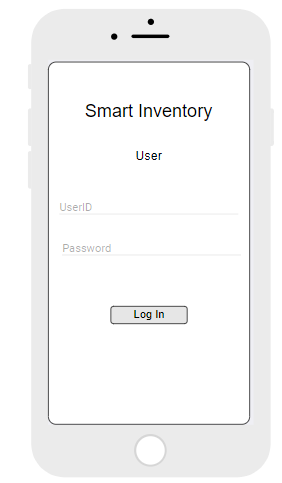 Smart Inventory
User
UserID
Password
Log In